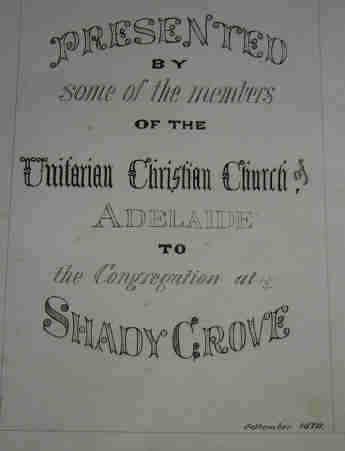 PRESENTED
BY
some of the members
OF THE
Unitarian Christian Church of
ADELAIDE
TO
the Congregation at
SHADY GROVE
September